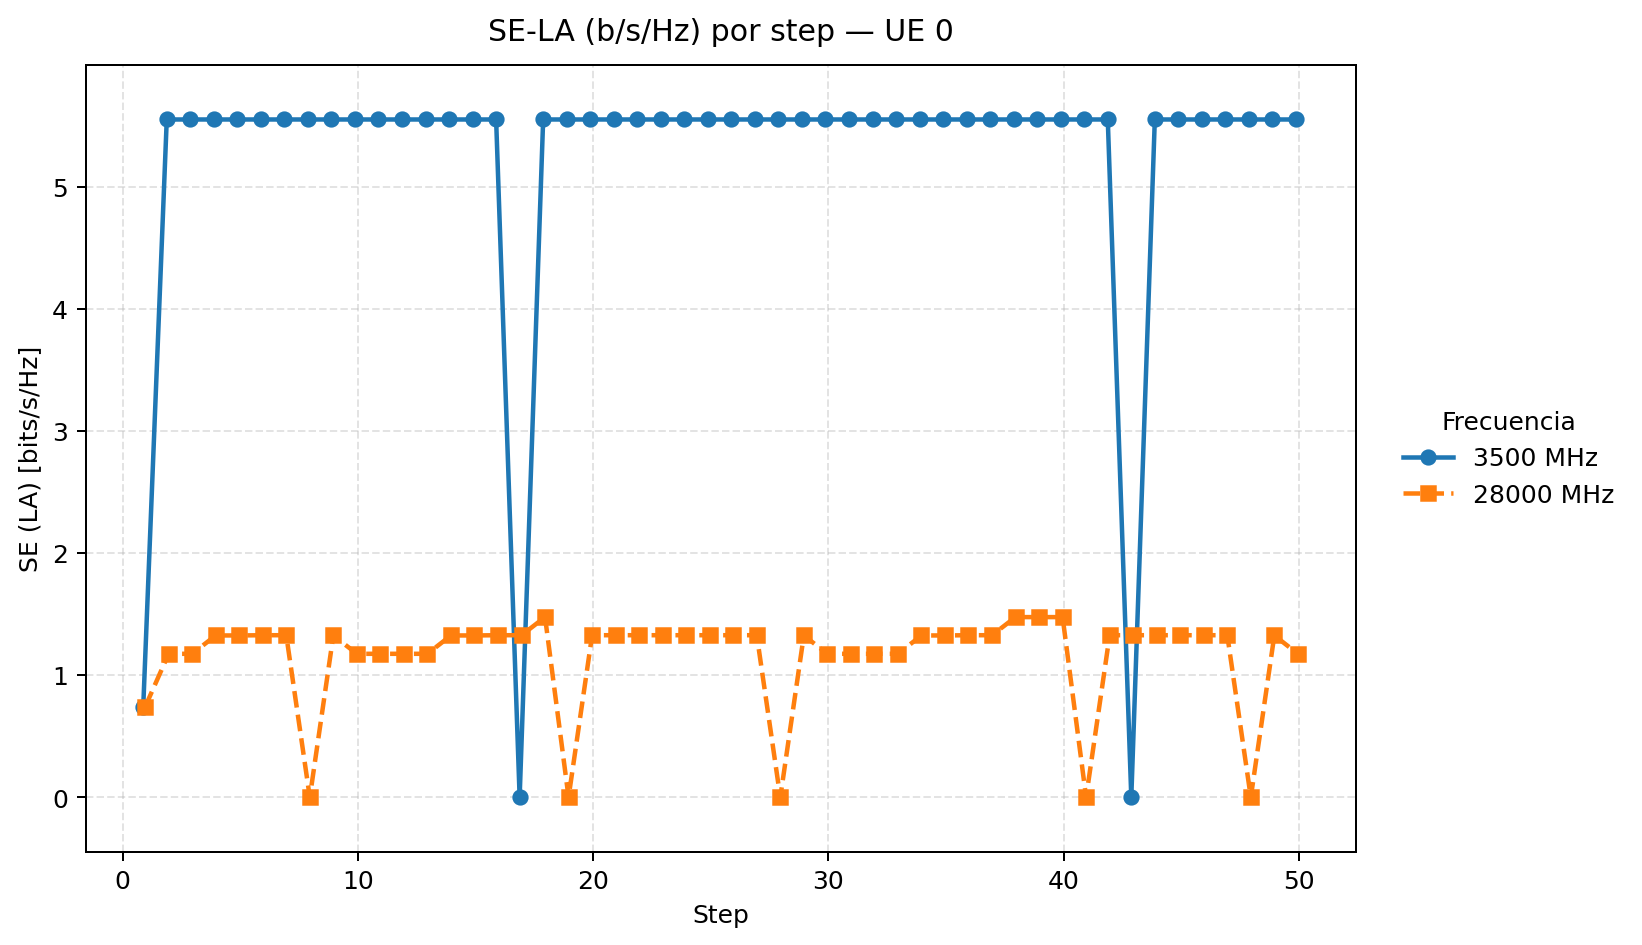 SE-LA (b/s/Hz) por step — UE 0
SE (LA) [bits/s/Hz]
5
4
3
2
1
0
0 10 20 30 40 50
Step
Frecuencia
3500 MHz
28000 MHz